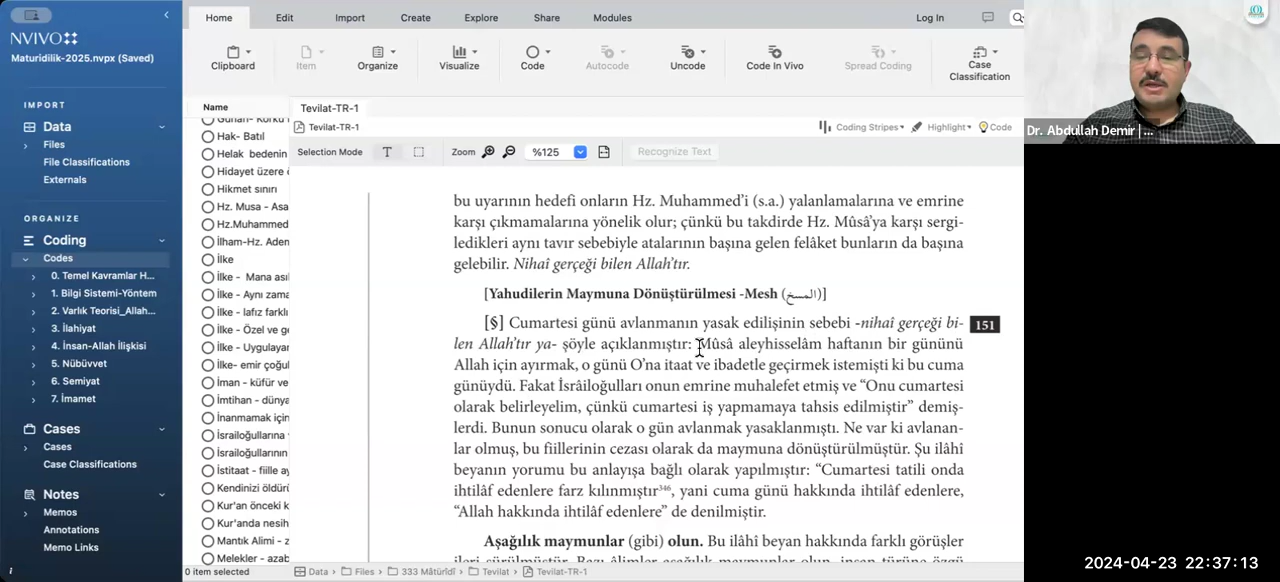 NVIVO
Maturidilik-2025.nvpx (Saved)
IMPORT
Data
Files
File Classifications
Externals
ORGANIZE
Coding
Codes
0. Temel Kavramlar H...
1. Bilgi Sistemi-Yöntem
2. Varlık Teorisi_Allah...
3. İlahiyat
4. İnsan-Allah İlişkisi
5. Nübüvvet
6. Semiyat
7. İmamet
Cases
Cases
Case Classifications
Notes
Memos
Annotations
Memo Links
Home Edit Import Create Explore Share Modules Log In
Clipboard Item Organize Visualize Code Autocode Uncode Code In Vivo Spread Coding Case Classification
Name
Günah- Korku
Hak- Batıl
Helak bedenin
Hidayet üzere
Hikmet sınırı
Hz. Musa - Asa
Hz.Muhammed
İlham-Hz. Adem
İlke
İlke - Mana ası
İlke - Aynı zama
İlke - lafız farklı
İlke - Özel ve ge
İlke - Uygulayar
İlke- emir çoğul
İman - küfür ve
İmtihan - dünya
İnanmamak için
İsrailoğullarına
İsrailoğullarının
İstitaat - fiille ay
Kendinizi öldürü
Kur'an önceki k
Kur'anda nesih
Mantık Alimi - z
Melekler - azab
0 item selected
Tevilat-TR-1
Tevilat-TR-1 Coding Stripes Highlight Code
Selection Mode T Zoom %125 Recognize Text
bu uyarının hedefi onların Hz. Muhammed’i (s.a.) yalanlamalarına ve emrine
karşı çıkmamalarına yönelik olur; çünkü bu takdirde Hz. Mûsâ’ya karşı sergi-
ledikleri aynı tavır sebebiyle atalarının başına gelen felâket bunların da başına
gelebilir. Nihaî gerçeği bilen Allah’tır.
[Yahudilerin Maymuna Dönüştürülmesi -Mesh (المسخ)]
[§] Cumartesi günü avlanmanın yasak edilişinin sebebi -nihaî gerçeği bi- 151
len Allah’tır ya- şöyle açıklanmıştır: Mûsâ aleyhisselâm haftanın bir gününü
Allah için ayırmak, o günü O’na itaat ve ibadetle geçirmek istemişti ki bu cuma
günüydü. Fakat İsrâiloğulları onun emrine muhalefet etmiş ve “Onu cumartesi
olarak belirleyelim, çünkü cumartesi iş yapmamaya tahsis edilmiştir” demiş-
lerdi. Bunun sonucu olarak o gün avlanmak yasaklanmıştı. Ne var ki avlanan-
lar olmuş, bu fiillerinin cezası olarak da maymuna dönüştürülmüştür. Şu ilâhî
beyanın yorumu bu anlayışa bağlı olarak yapılmıştır: “Cumartesi tatili onda
ihtilâf edenlere farz kılınmıştır³⁴⁶, yani cuma günü hakkında ihtilâf edenlere,
“Allah hakkında ihtilâf edenlere” de denilmiştir.
Aşağılık maymunlar (gibi) olun. Bu ilâhî beyan hakkında farklı görüşler
ileri sürülmüştür. Bazı âlimler aşağılık maymunlar olun, insan türüne özgü
Data Files 333 Mâtürîdî Tevilat Tevilat-TR-1
Dr. Abdullah Demir | ...
2024-04-23 22:37:13